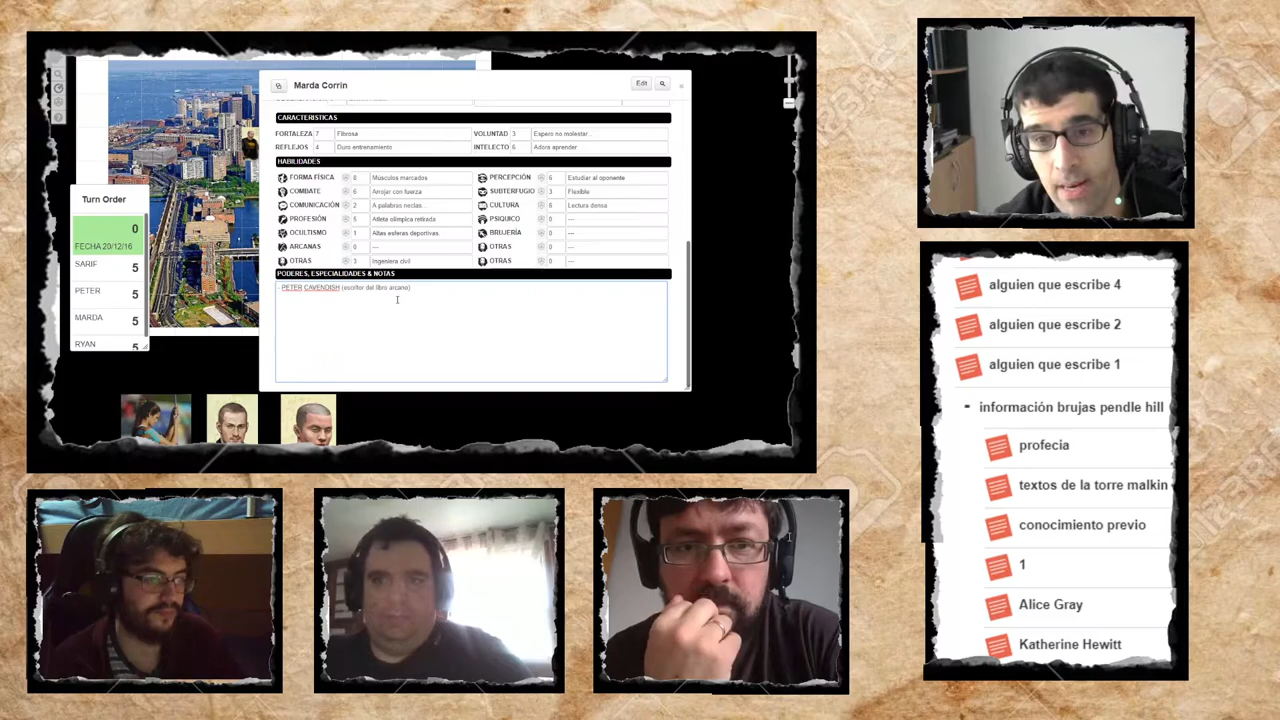 Marda Corrin
Edit
CARACTERISTICAS
FORTALEZA 7 Fibrosa VOLUNTAD 3 Espero no molestar...
REFLEJOS 4 Duro entrenamiento INTELECTO 6 Adora aprender
HABILIDADES
FORMA FÍSICA 8 Músculos marcados PERCEPCIÓN 6 Estudiar al oponente
COMBATE 6 Arrojar con fuerza SUBTERFUGIO 3 Flexible
COMUNICACIÓN 2 A palabras necias... CULTURA 6 Lectura densa
PROFESIÓN 5 Atleta olímpica retirada PSIQUICO 0 ---
OCULTISMO 1 Altas esferas deportivas. BRUJERÍA 0 ---
ARCANAS 0 --- OTRAS 0 ---
OTRAS 3 Ingeniera civil OTRAS 0 ---
PODERES, ESPECIALIDADES & NOTAS
- PETER CAVENDISH (escritor del libro arcano)
Turn Order
0
FECHA 20/12/16
SARIF 5
PETER 5
MARDA 5
RYAN 5
alguien que escribe 4
alguien que escribe 2
alguien que escribe 1
- información brujas pendle hill
profecia
textos de la torre malkin
conocimiento previo
1
Alice Gray
Katherine Hewitt